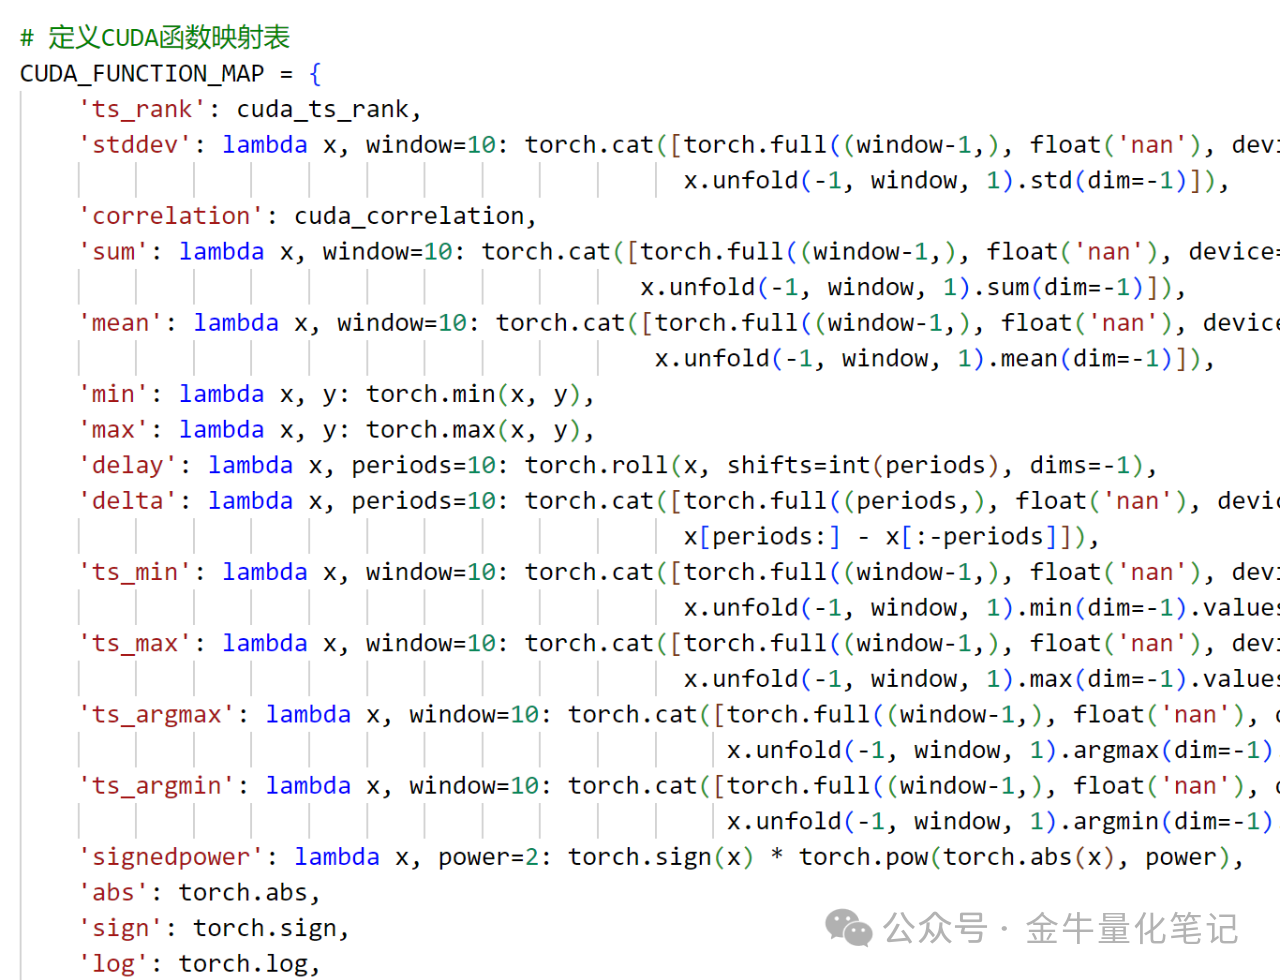 # 定义CUDA函数映射表
CUDA_FUNCTION_MAP = {
'ts_rank': cuda_ts_rank,
'stddev': lambda x, window=10: torch.cat([torch.full((window-1,), float('nan'), devi
x.unfold(-1, window, 1).std(dim=-1)]),
'correlation': cuda_correlation,
'sum': lambda x, window=10: torch.cat([torch.full((window-1,), float('nan'), device=
x.unfold(-1, window, 1).sum(dim=-1)]),
'mean': lambda x, window=10: torch.cat([torch.full((window-1,), float('nan'), device
x.unfold(-1, window, 1).mean(dim=-1)]),
'min': lambda x, y: torch.min(x, y),
'max': lambda x, y: torch.max(x, y),
'delay': lambda x, periods=10: torch.roll(x, shifts=int(periods), dims=-1),
'delta': lambda x, periods=10: torch.cat([torch.full((periods,), float('nan'), devic
x[periods:] - x[:-periods]]),
'ts_min': lambda x, window=10: torch.cat([torch.full((window-1,), float('nan'), devi
x.unfold(-1, window, 1).min(dim=-1).values
'ts_max': lambda x, window=10: torch.cat([torch.full((window-1,), float('nan'), devi
x.unfold(-1, window, 1).max(dim=-1).values
'ts_argmax': lambda x, window=10: torch.cat([torch.full((window-1,), float('nan'), d
x.unfold(-1, window, 1).argmax(dim=-1)
'ts_argmin': lambda x, window=10: torch.cat([torch.full((window-1,), float('nan'), d
x.unfold(-1, window, 1).argmin(dim=-1)
'signedpower': lambda x, power=2: torch.sign(x) * torch.pow(torch.abs(x), power),
'abs': torch.abs,
'sign': torch.sign,
'log': torch.log,
公众号 · 金牛量化笔记